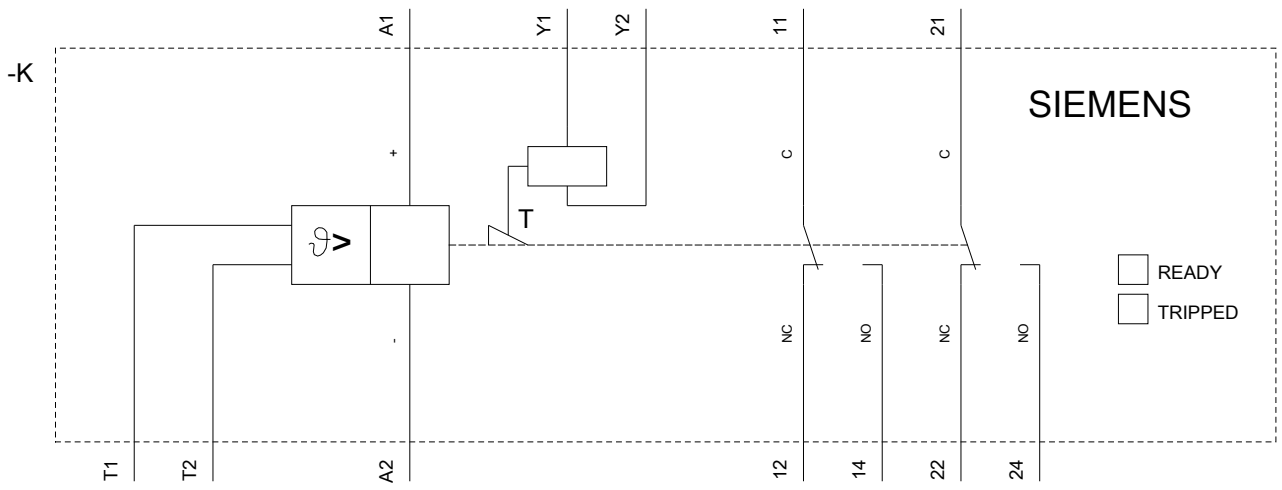 A1
Y1
Y2
11
21
-K
SIEMENS
+
C
C
T
ϑ>
READY
TRIPPED
-
NC
NO
NC
NO
T1
T2
A2
12
14
22
24